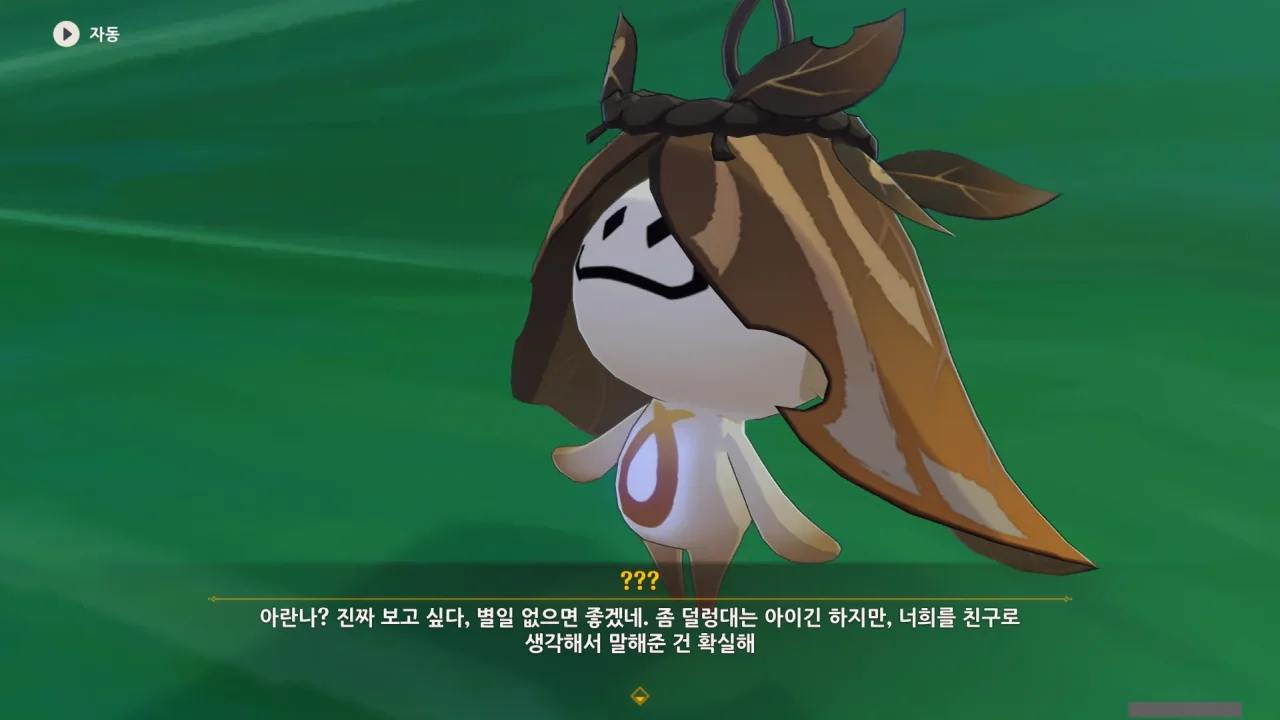 자동
???
아란나? 진짜 보고 싶다, 별일 없으면 좋겠네. 좀 덜렁대는 아이긴 하지만, 너희를 친구로
생각해서 말해준 건 확실해